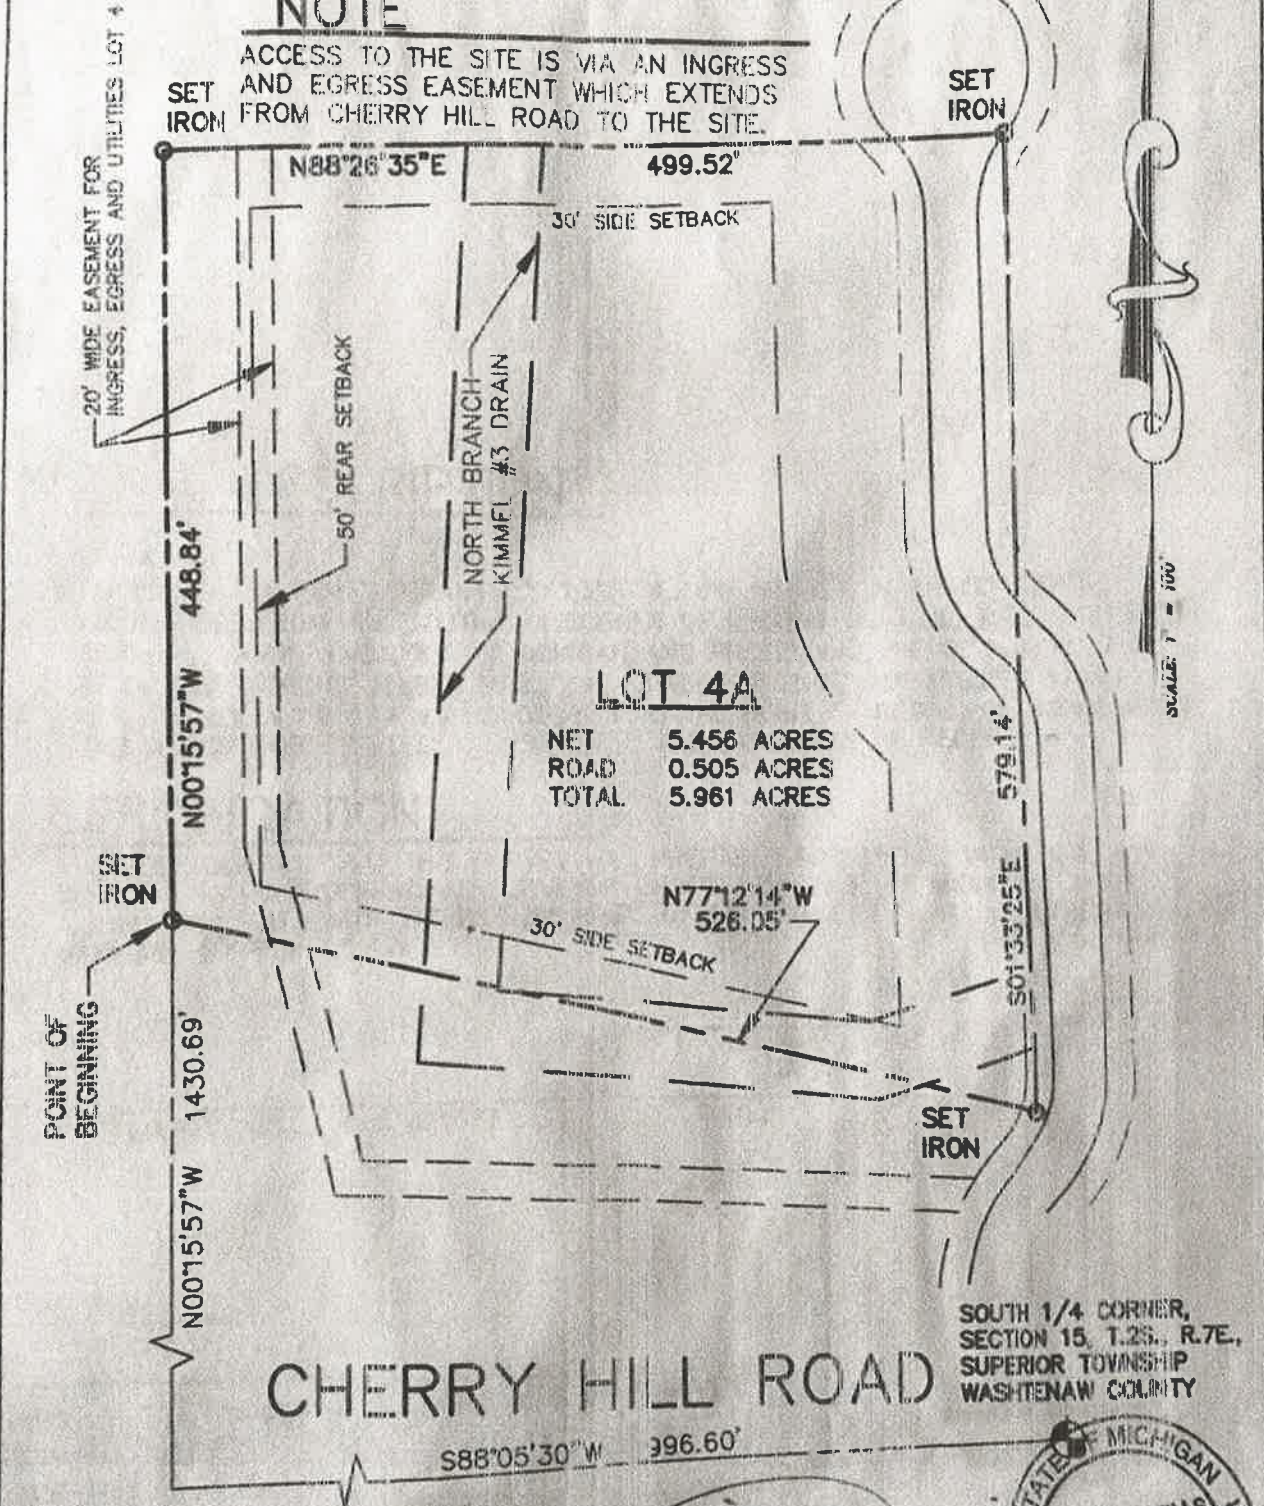 NOTE
ACCESS TO THE SITE IS VIA AN INGRESS
AND EGRESS EASEMENT WHICH EXTENDS
FROM CHERRY HILL ROAD TO THE SITE.
SET
IRON
SET
IRON
N88°26'35"E
499.52'
20' WIDE EASEMENT FOR
INGRESS, EGRESS AND UTILITIES LOT 4
30' SIDE SETBACK
50' REAR SETBACK
NORTH BRANCH
KIMMEL #3 DRAIN
N00°15'57"W 448.84'
SCALE: 1" = 100'
LOT 4A
NET 5.456 ACRES
ROAD 0.505 ACRES
TOTAL 5.961 ACRES
S01°33'25"E 579.14'
SET
IRON
N77°12'14"W
526.05'
30' SIDE SETBACK
POINT OF
BEGINNING
N00°15'57"W 1430.69'
SET
IRON
SOUTH 1/4 CORNER,
SECTION 15, T.2S., R.7E.,
SUPERIOR TOWNSHIP
WASHTENAW COUNTY
CHERRY HILL ROAD
S88°05'30"W 996.60'
STATE OF MICHIGAN